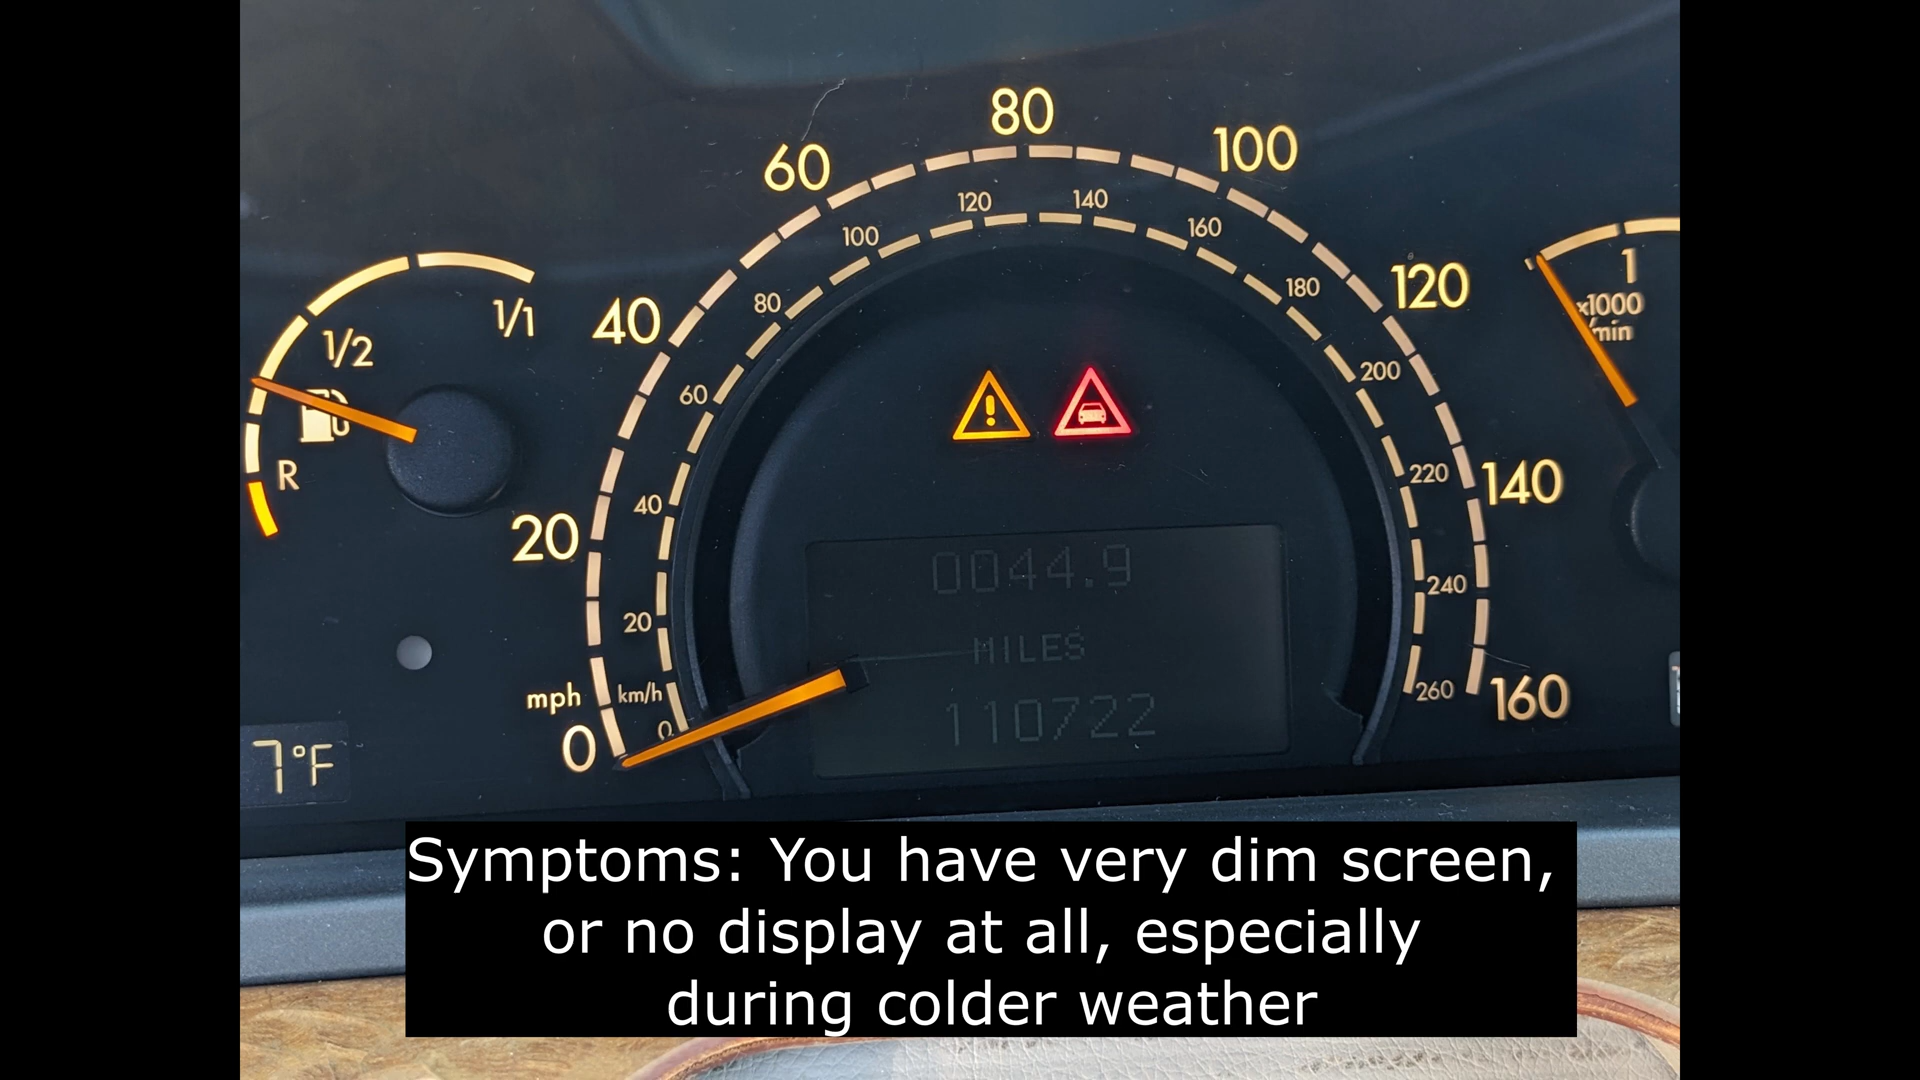 80
60
100
120
140
100
160
1/1
40
80
180
120
1
x1000
/min
1/2
60
200
R
220
140
20
40
240
0044.9
20
MILES
mph
km/h
260
160
0
0
110722
7°F
Symptoms: You have very dim screen,
or no display at all, especially
during colder weather